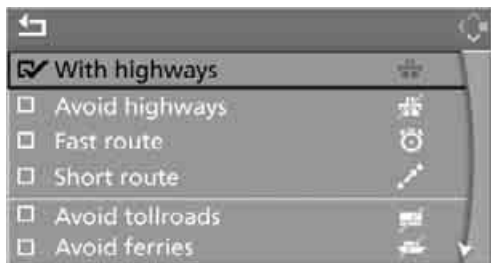 With highways
Avoid highways
Fast route
Short route
Avoid tollroads
Avoid ferries